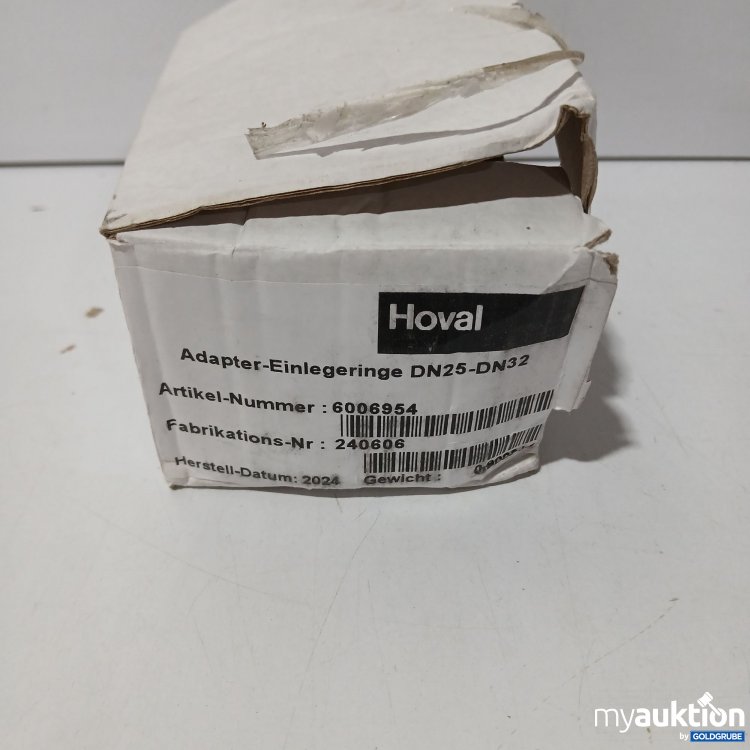 Hoval
Adapter-Einlegeringe DN25-DN32
Artikel-Nummer : 6006954
Fabrikations-Nr : 240606
Herstell-Datum: 2024 Gewicht :
myauktion
by GOLDGRUBE